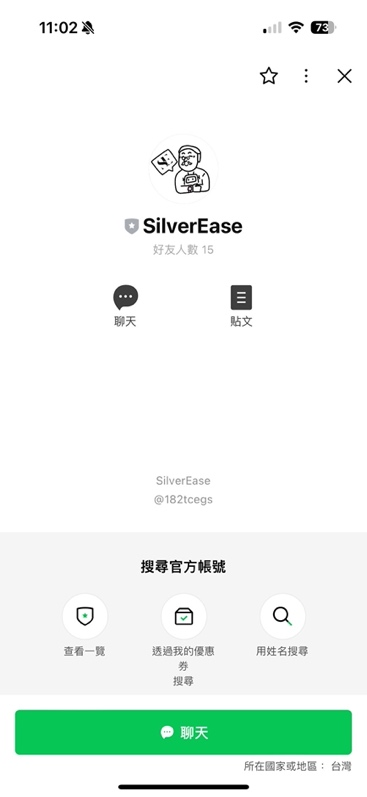 11:02
73
SilverEase
好友人數 15
聊天
貼文
SilverEase
@182tcegs
搜尋官方帳號
查看一覽
透過我的優惠
券
搜尋
用姓名搜尋
聊天
所在國家或地區： 台灣